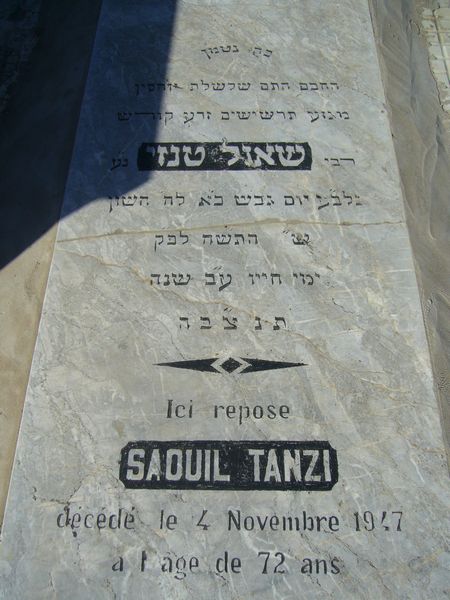 פה נטמן
החכם התם שלשלת יוחסין
מגזע תרשישים זרע קודש
רבי שאול טנזי נע
נלבע יום גבש כא לח חשון
ש״ התשח לפק
ימי חייו עב שנה
ת נ צ ב ה
Ici repose
SAOUIL TANZI
décédé le 4 Novembre 1947
a l'age de 72 ans